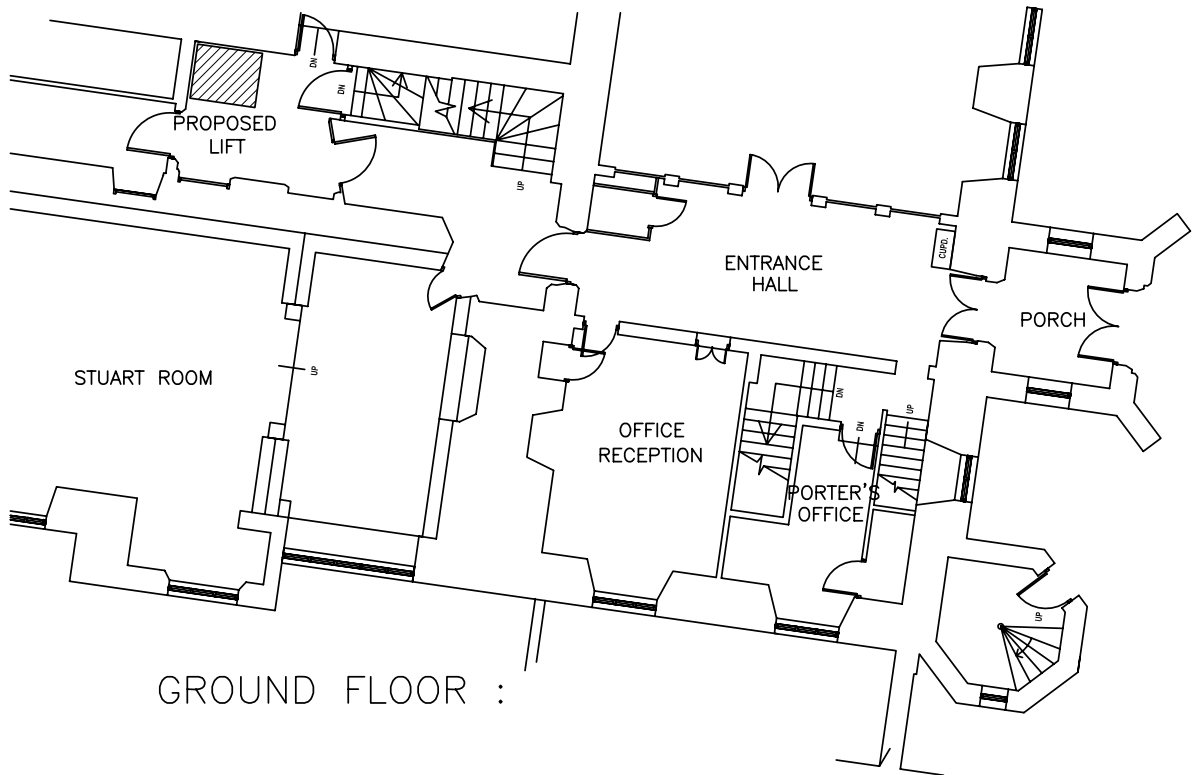 DN
DN
PROPOSED
LIFT
UP
CUPD.
ENTRANCE
HALL
PORCH
STUART ROOM
UP
DN
UP
DN
OFFICE
RECEPTION
PORTER'S
OFFICE
UP
GROUND FLOOR :